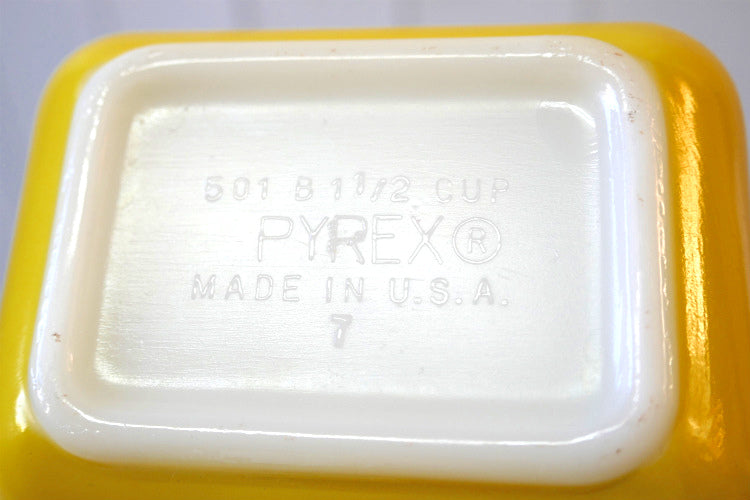 501 B 1 1/2 CUP
PYREX®
MADE IN U.S.A.
7